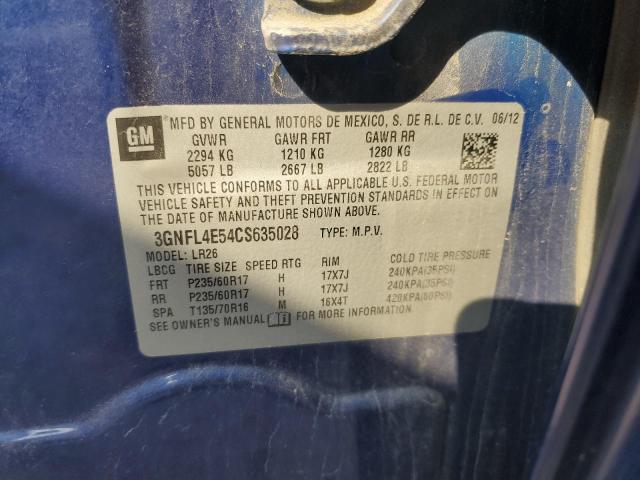 GM
MFD BY GENERAL MOTORS DE MEXICO, S. DE R.L. DE C.V. 06/12
GVWR GAWR FRT GAWR RR
2294 KG 1210 KG 1280 KG
5057 LB 2667 LB 2822 LB
THIS VEHICLE CONFORMS TO ALL APPLICABLE U.S. FEDERAL MOTOR
VEHICLE SAFETY AND THEFT PREVENTION STANDARDS IN EFFECT ON
THE DATE OF MANUFACTURE SHOWN ABOVE.
3GNFL4E54CS635028 TYPE: M.P.V.
MODEL: LR26
LBCG TIRE SIZE SPEED RTG RIM COLD TIRE PRESSURE
FRT P235/60R17 H 17X7J 240KPA(35PSI)
RR P235/60R17 H 17X7J 240KPA(35PSI)
SPA T135/70R16 M 16X4T 420KPA(60PSI)
SEE OWNER'S MANUAL FOR MORE INFORMATION.